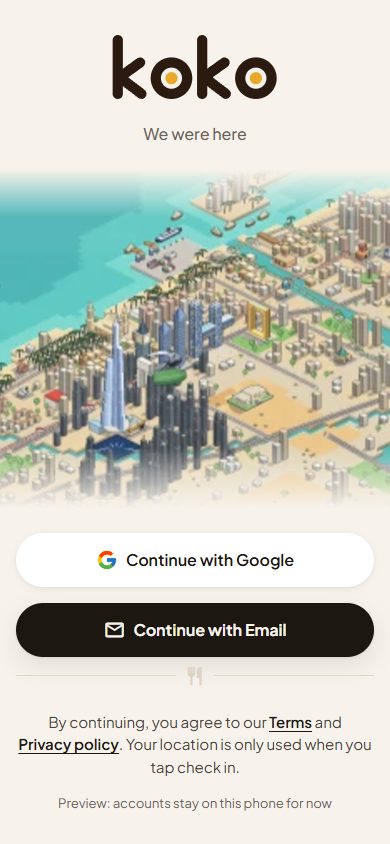 koko
We were here
Continue with Google
Continue with Email
By continuing, you agree to our Terms and
Privacy policy. Your location is only used when you
tap check in.
Preview: accounts stay on this phone for now